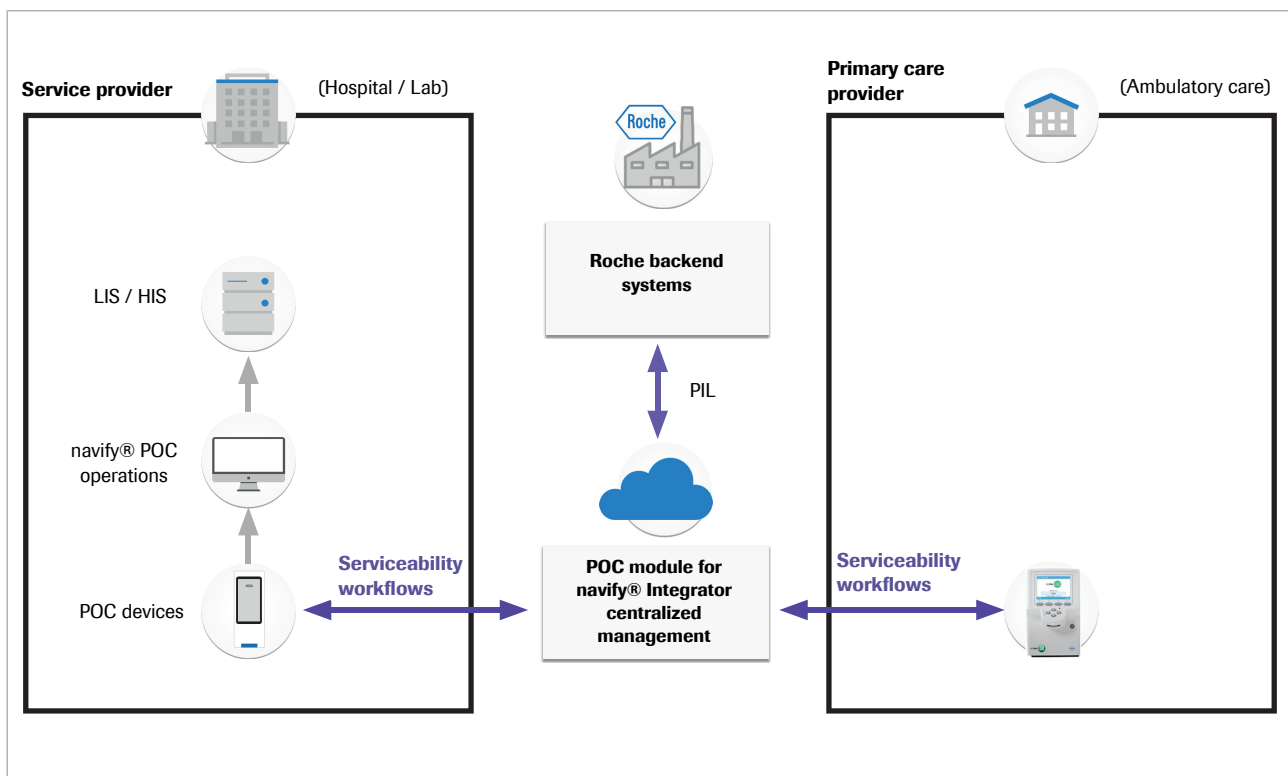 Service provider
(Hospital / Lab)
Primary care
provider
(Ambulatory care)
Roche
Roche backend
systems
LIS / HIS
PIL
navify® POC
operations
POC devices
Serviceability
workflows
POC module for
navify® Integrator
centralized
management
Serviceability
workflows